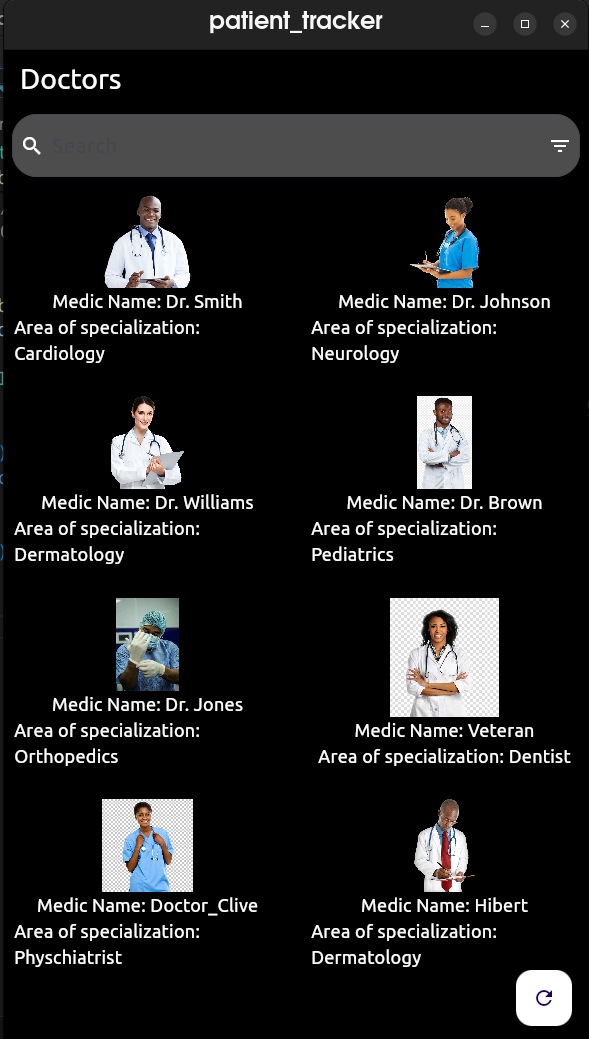 patient_tracker
Doctors
Search
Medic Name: Dr. Smith
Area of specialization:
Cardiology
Medic Name: Dr. Johnson
Area of specialization:
Neurology
Medic Name: Dr. Williams
Area of specialization:
Dermatology
Medic Name: Dr. Brown
Area of specialization:
Pediatrics
Medic Name: Dr. Jones
Area of specialization:
Orthopedics
Medic Name: Veteran
Area of specialization: Dentist
Medic Name: Doctor_Clive
Area of specialization:
Physchiatrist
Medic Name: Hibert
Area of specialization:
Dermatology